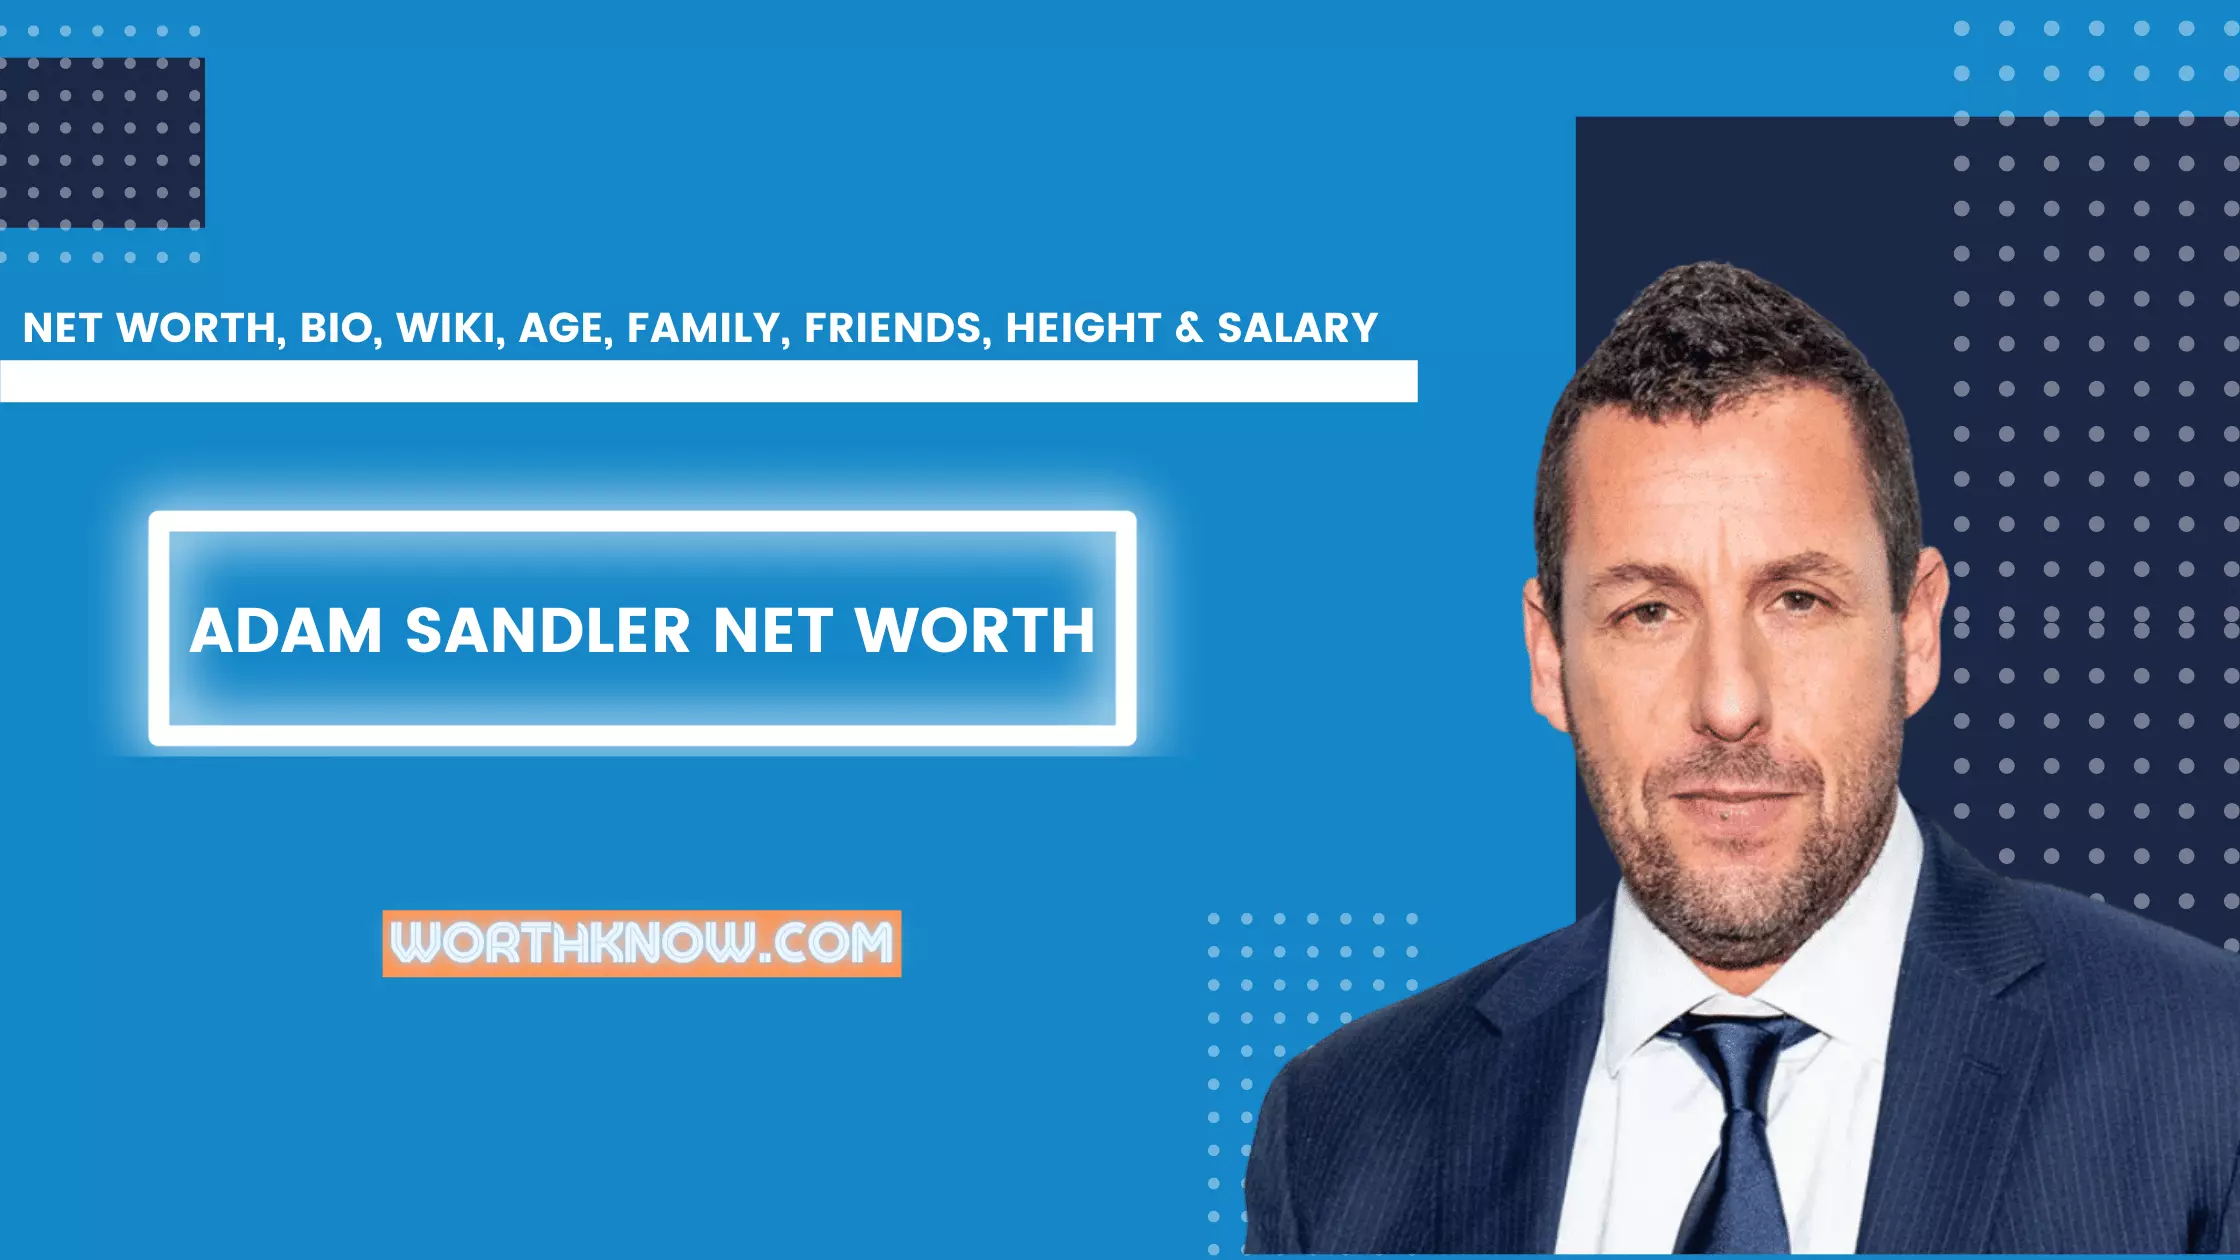 NET WORTH, BIO, WIKI, AGE, FAMILY, FRIENDS, HEIGHT & SALARY
ADAM SANDLER NET WORTH
WORTHKNOW.COM